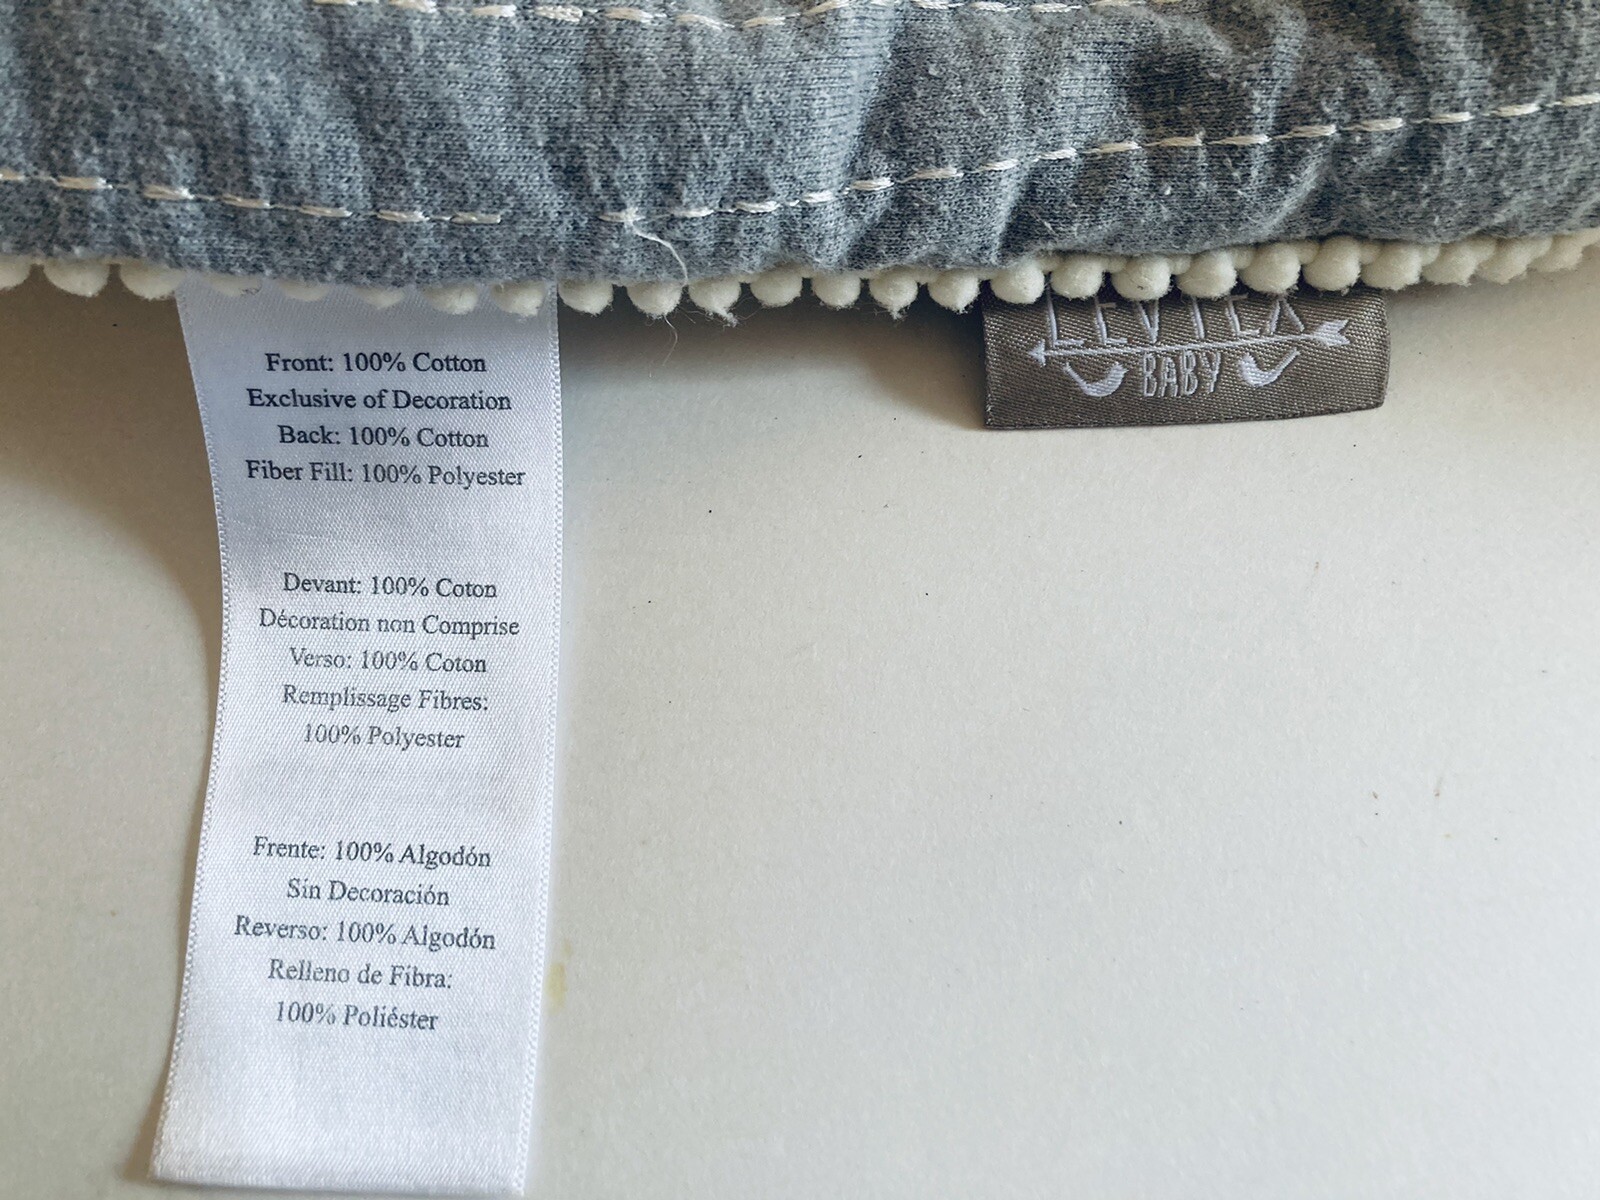 Front: 100% Cotton
Exclusive of Decoration
Back: 100% Cotton
Fiber Fill: 100% Polyester
Devant: 100% Coton
Décoration non Comprise
Verso: 100% Coton
Remplissage Fibres:
100% Polyester
Frente: 100% Algodón
Sin Decoración
Reverso: 100% Algodón
Relleno de Fibra:
100% Poliéster
LEVTEX
BABY